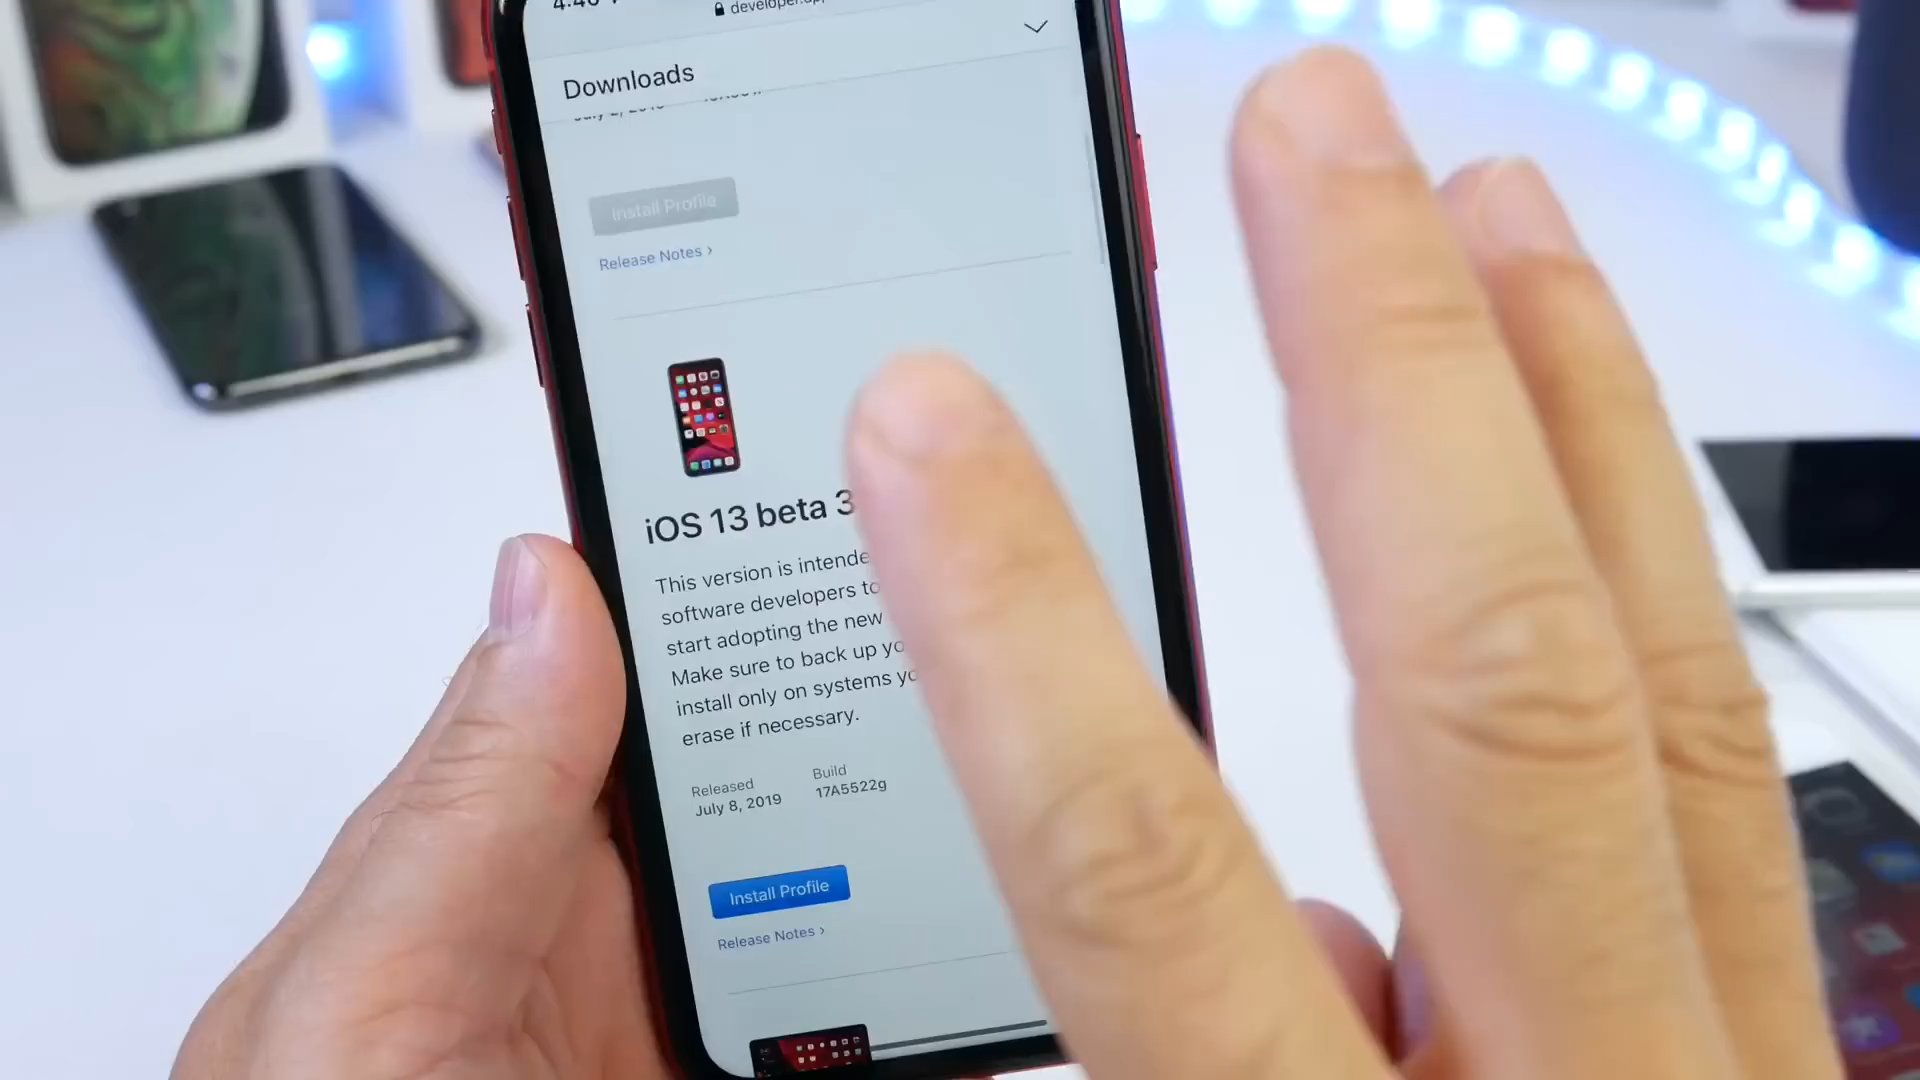 Downloads
Install Profile
Release Notes ›
iOS 13 beta 3
This version is intende
software developers to
start adopting the new
Make sure to back up yo
install only on systems yo
erase if necessary.
Released Build
July 8, 2019 17A5522g
Install Profile
Release Notes ›